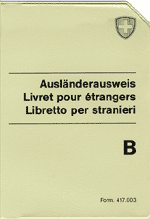 Ausländerausweis
Livret pour étrangers
Libretto per stranieri
B
Form. 417.003